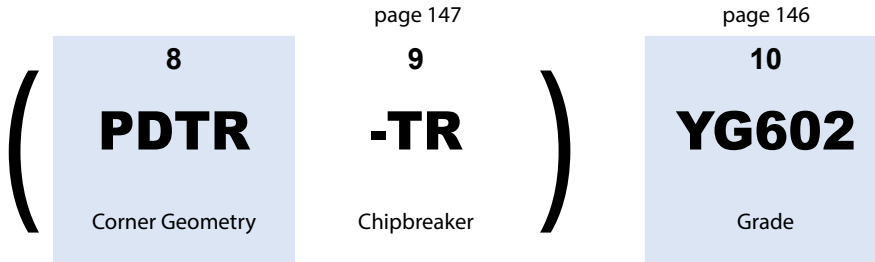 page 147 page 146
8 9 10
( PDTR -TR ) YG602
Corner Geometry Chipbreaker Grade